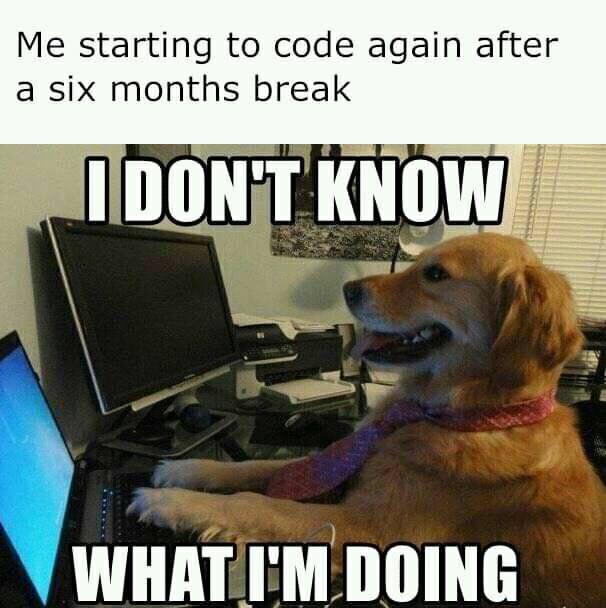 Me starting to code again after
a six months break
I DON'T KNOW
WHAT I'M DOING